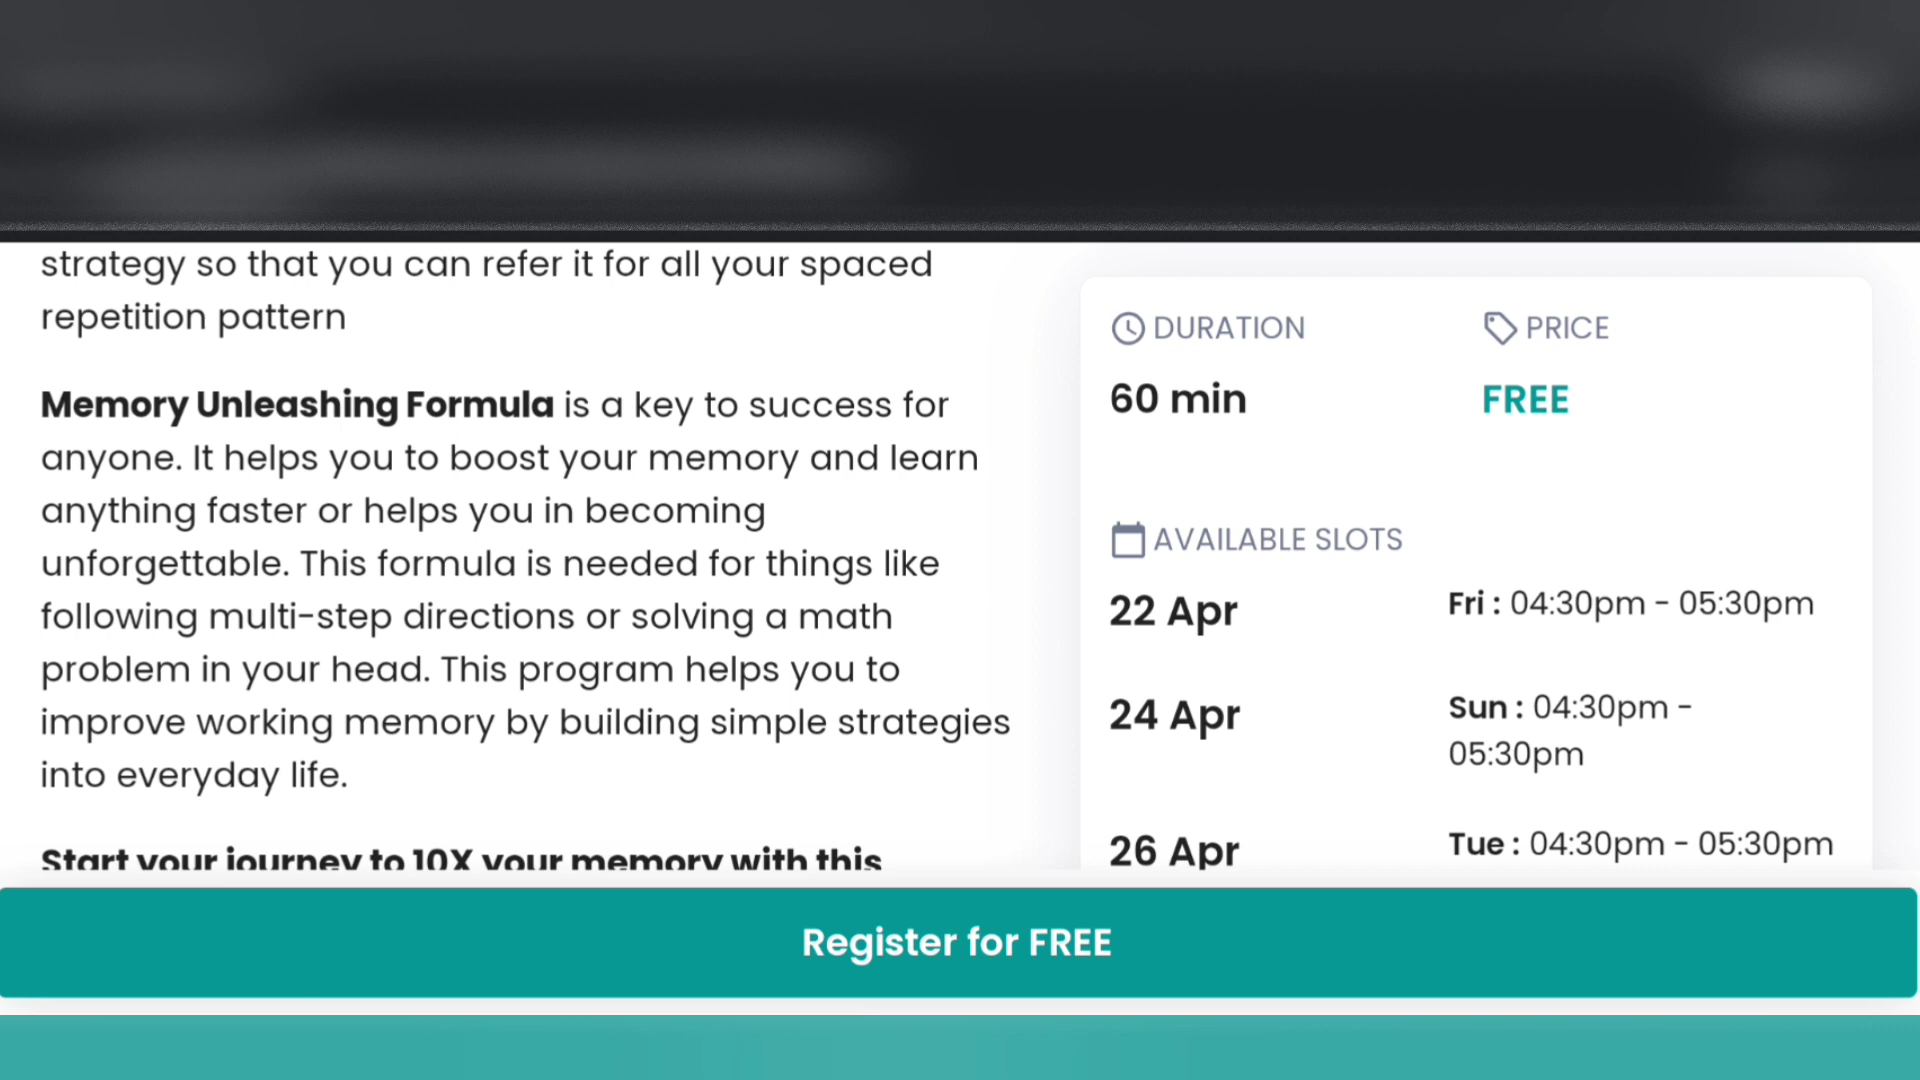 strategy so that you can refer it for all your spaced
repetition pattern
Memory Unleashing Formula is a key to success for
anyone. It helps you to boost your memory and learn
anything faster or helps you in becoming
unforgettable. This formula is needed for things like
following multi-step directions or solving a math
problem in your head. This program helps you to
improve working memory by building simple strategies
into everyday life.
Start your journey to 10X your memory with this
DURATION
60 min
PRICE
FREE
AVAILABLE SLOTS
22 Apr
Fri : 04:30pm - 05:30pm
24 Apr
Sun : 04:30pm -
05:30pm
26 Apr
Tue : 04:30pm - 05:30pm
Register for FREE